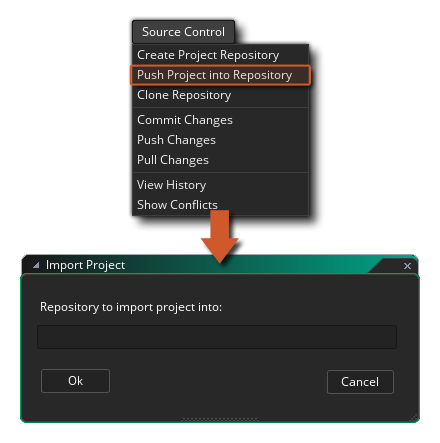 Source Control
Create Project Repository
Push Project into Repository
Clone Repository
Commit Changes
Push Changes
Pull Changes
View History
Show Conflicts
Import Project
Repository to import project into:
Ok
Cancel